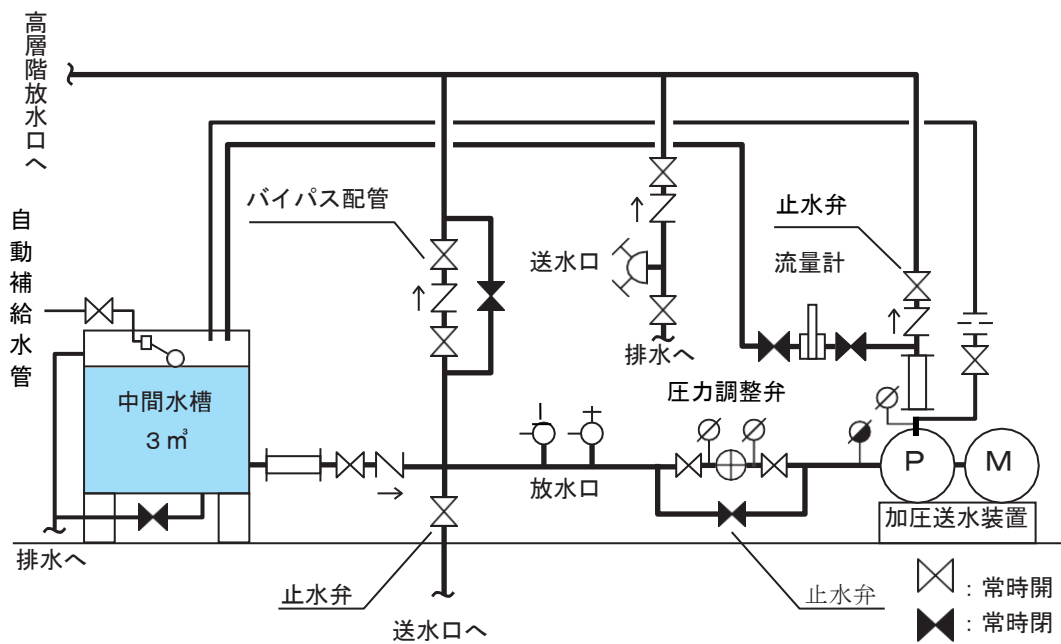 高層階放水口へ
自動補給水管
バイパス配管
送水口
排水へ
止水弁
流量計
中間水槽
3㎥
圧力調整弁
放水口
P
M
加圧送水装置
排水へ
止水弁
送水口へ
止水弁
：常時開
：常時閉